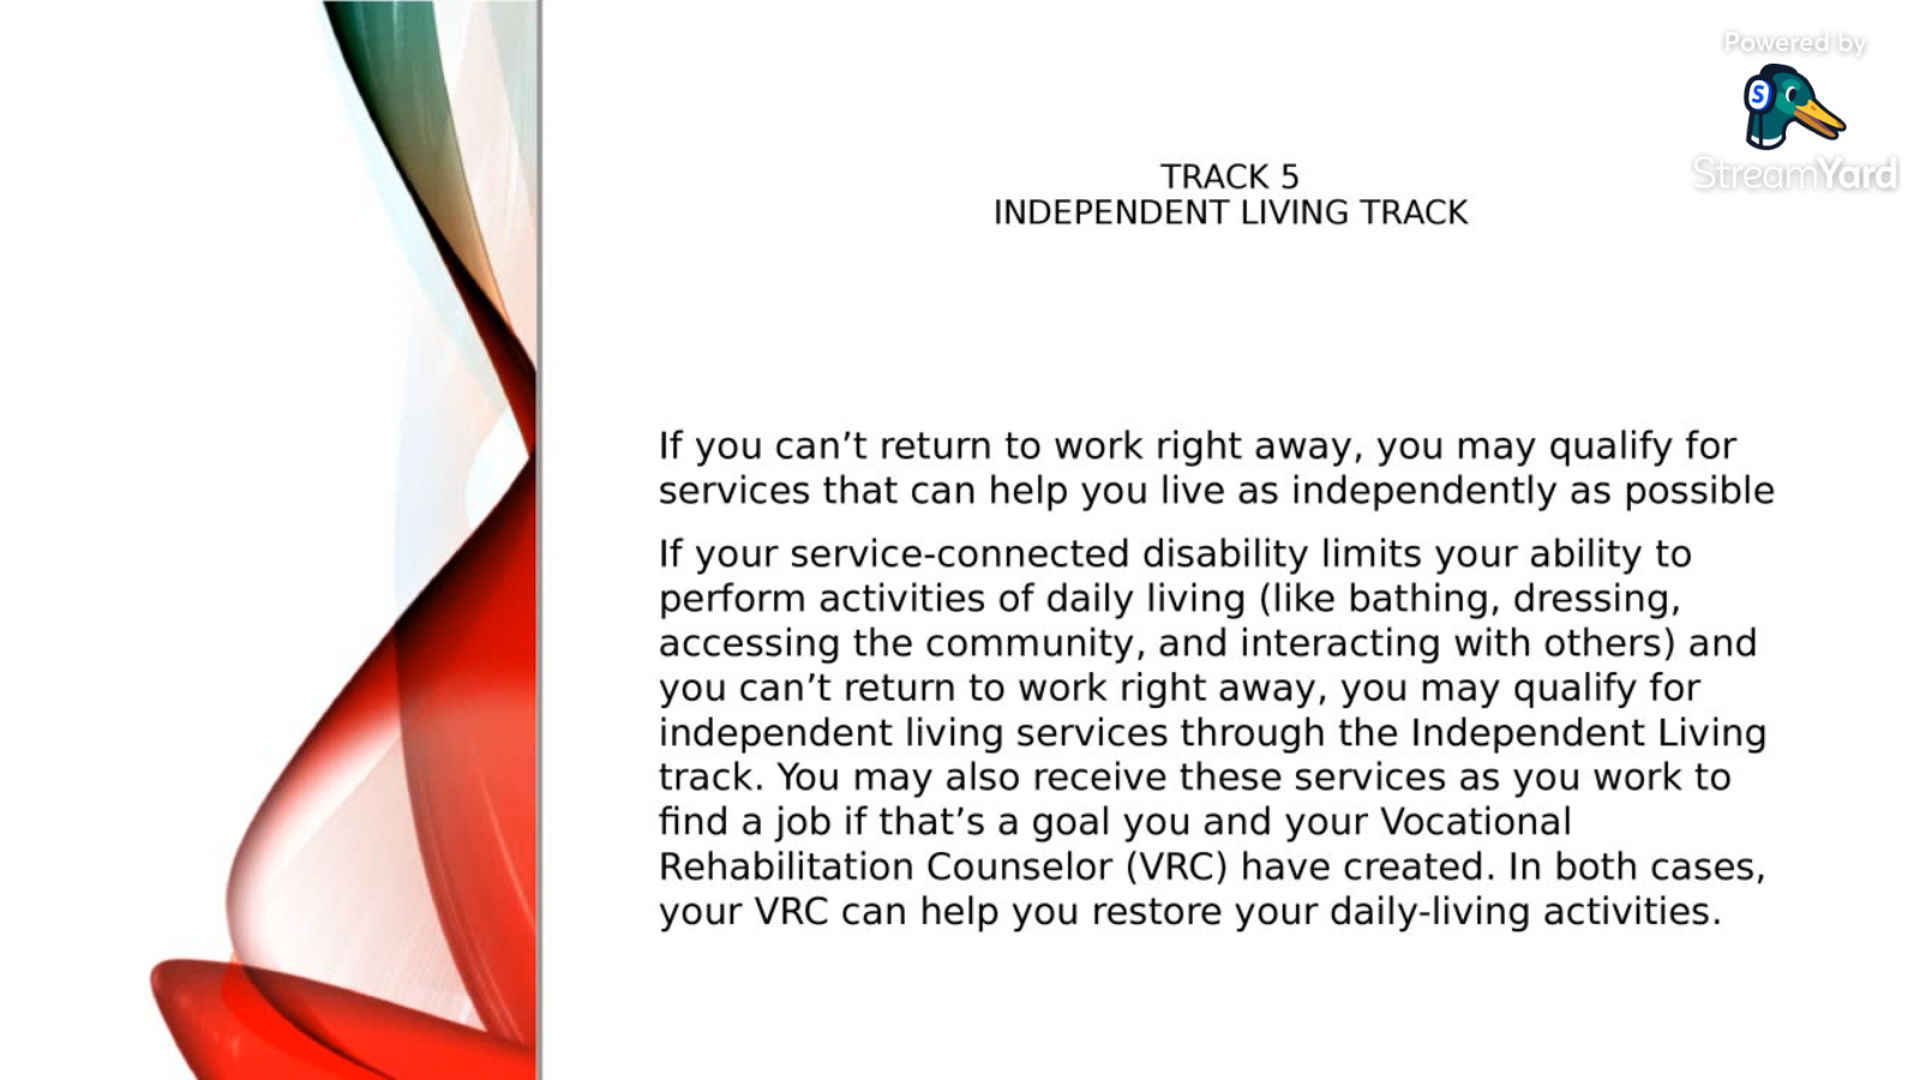 Powered by
S
StreamYard
TRACK 5
INDEPENDENT LIVING TRACK
If you can’t return to work right away, you may qualify for
services that can help you live as independently as possible
If your service-connected disability limits your ability to
perform activities of daily living (like bathing, dressing,
accessing the community, and interacting with others) and
you can’t return to work right away, you may qualify for
independent living services through the Independent Living
track. You may also receive these services as you work to
find a job if that’s a goal you and your Vocational
Rehabilitation Counselor (VRC) have created. In both cases,
your VRC can help you restore your daily-living activities.